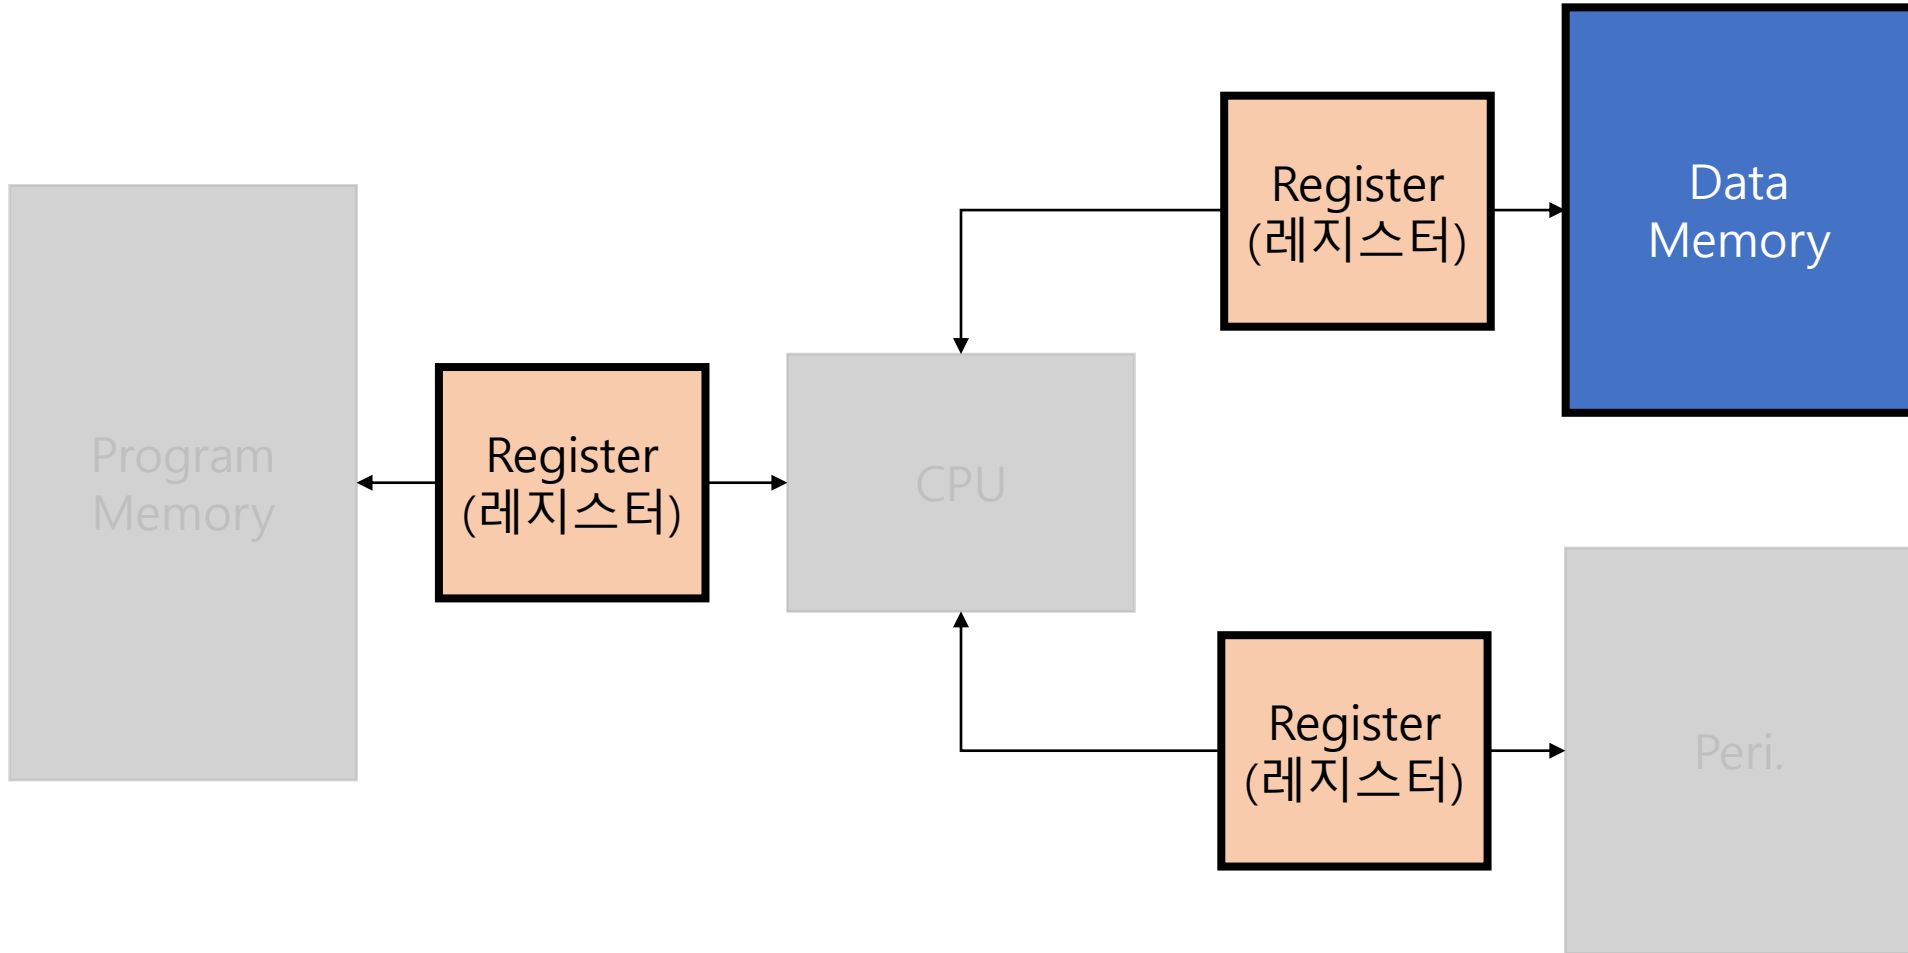 Program
Memory
Register
(레지스터)
CPU
Register
(레지스터)
Data
Memory
Register
(레지스터)
Peri.